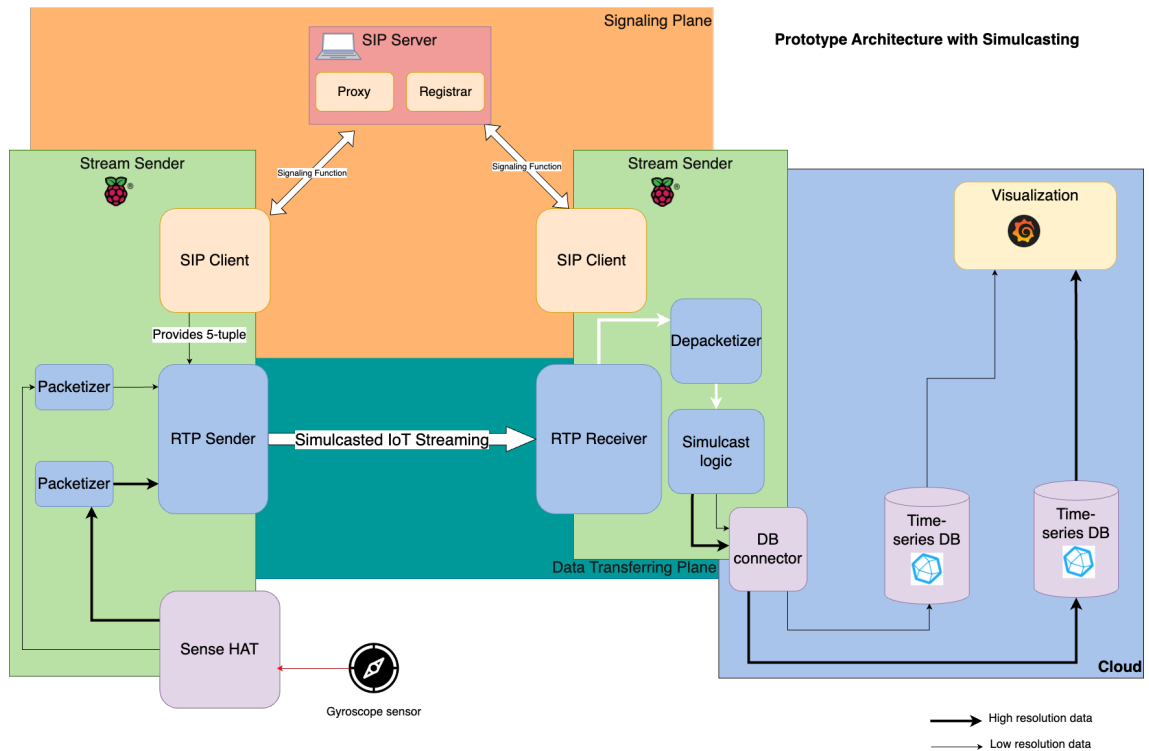 Signaling Plane
Prototype Architecture with Simulcasting
SIP Server
Proxy
Registrar
Stream Sender
®
Signaling Function
Signaling Function
Stream Sender
®
Visualization
SIP Client
SIP Client
Provides 5-tuple
Depacketizer
Packetizer
RTP Sender
Simulcasted IoT Streaming
RTP Receiver
Simulcast
logic
Packetizer
Time-
series DB
Time-
series DB
DB
connector
Data Transferring Plane
Sense HAT
Cloud
Gyroscope sensor
High resolution data
Low resolution data